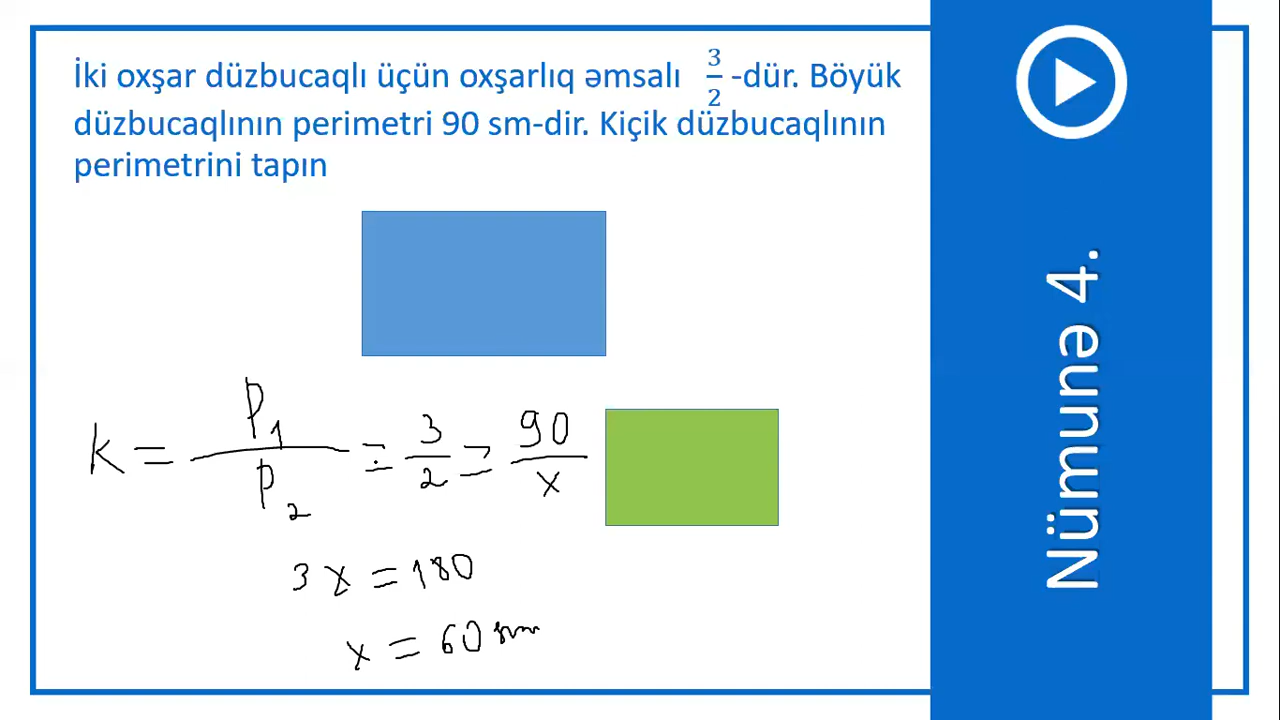 İki oxşar düzbucaqlı üçün oxşarlıq əmsalı 3/2 -dür. Böyük
düzbucaqlının perimetri 90 sm-dir. Kiçik düzbucaqlının
perimetrini tapın
k = P₁/P₂ = 3/2 = 90/x
3x = 180
x = 60 sm
Nümunə 4.